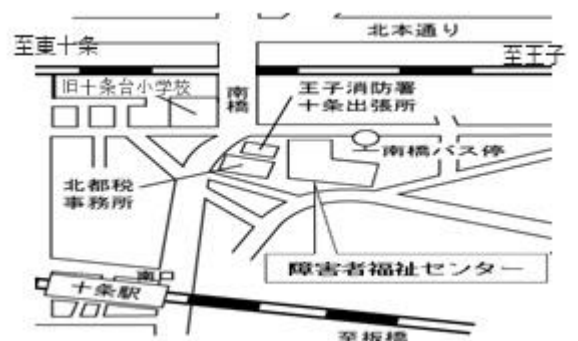 北本通り
至東十条
至王子
旧十条台小学校
南橋
王子消防署
十条出張所
南橋バス停
北都税
事務所
障害者福祉センター
南
十条駅
至板橋